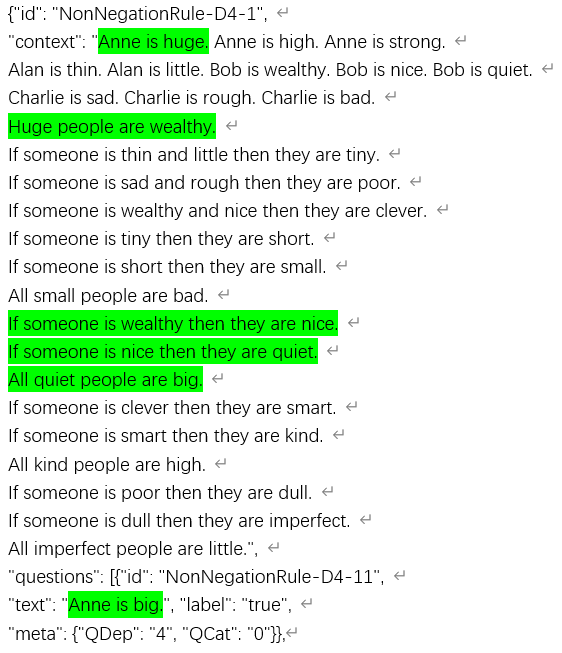 {"id": "NonNegationRule-D4-1", ↵
"context": "Anne is huge. Anne is high. Anne is strong. ↵
Alan is thin. Alan is little. Bob is wealthy. Bob is nice. Bob is quiet. ↵
Charlie is sad. Charlie is rough. Charlie is bad. ↵
Huge people are wealthy. ↵
If someone is thin and little then they are tiny. ↵
If someone is sad and rough then they are poor. ↵
If someone is wealthy and nice then they are clever. ↵
If someone is tiny then they are short. ↵
If someone is short then they are small. ↵
All small people are bad. ↵
If someone is wealthy then they are nice. ↵
If someone is nice then they are quiet. ↵
All quiet people are big. ↵
If someone is clever then they are smart. ↵
If someone is smart then they are kind. ↵
All kind people are high. ↵
If someone is poor then they are dull. ↵
If someone is dull then they are imperfect. ↵
All imperfect people are little.", ↵
"questions": [{"id": "NonNegationRule-D4-11", ↵
"text": "Anne is big.", "label": "true", ↵
"meta": {"QDep": "4", "QCat": "0"}},↵